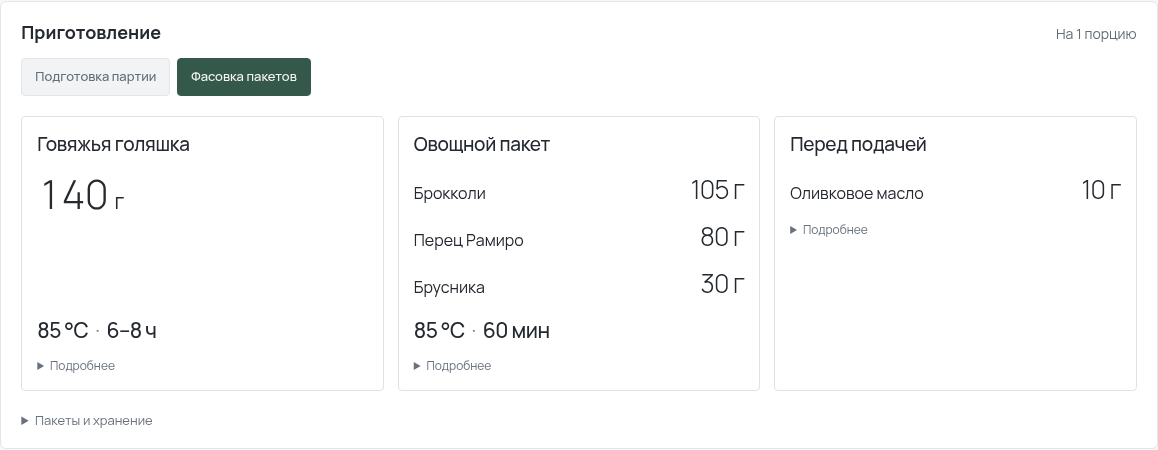 Приготовление
На 1 порцию
Подготовка партии
Фасовка пакетов
Говяжья голяшка
140 г
85 °C · 6–8 ч
Подробнее
Овощной пакет
Брокколи 105 г
Перец Рамиро 80 г
Брусника 30 г
85 °C · 60 мин
Подробнее
Перед подачей
Оливковое масло 10 г
Подробнее
Пакеты и хранение